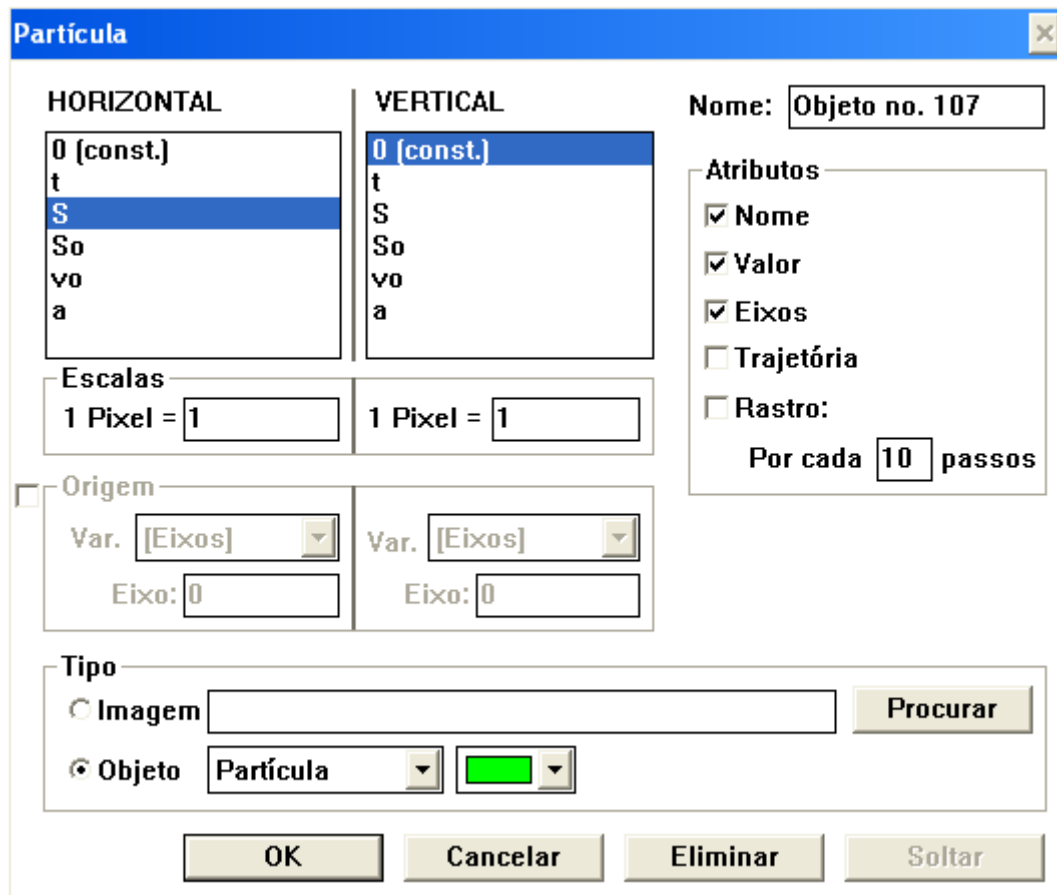 Partícula
HORIZONTAL
0 (const.)
t
S
So
vo
a
VERTICAL
0 (const.)
t
S
So
vo
a
Nome: Objeto no. 107
Atributos
Nome
Valor
Eixos
Trajetória
Rastro:
Por cada 10 passos
Escalas
1 Pixel = 1
1 Pixel = 1
Origem
Var. [Eixos]
Var. [Eixos]
Eixo: 0
Eixo: 0
Tipo
Imagem
Procurar
Objeto Partícula
OK Cancelar Eliminar Soltar